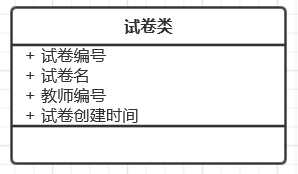 试卷类
+ 试卷编号
+ 试卷名
+ 教师编号
+ 试卷创建时间